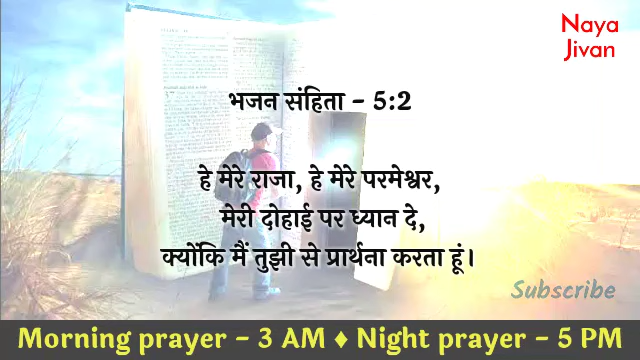 Naya
Jivan
भजन संहिता - 5:2
हे मेरे राजा, हे मेरे परमेश्वर,
मेरी दोहाई पर ध्यान दे,
क्योंकि मैं तुझी से प्रार्थना करता हूं।
Subscribe
Morning prayer - 3 AM ♦ Night prayer - 5 PM